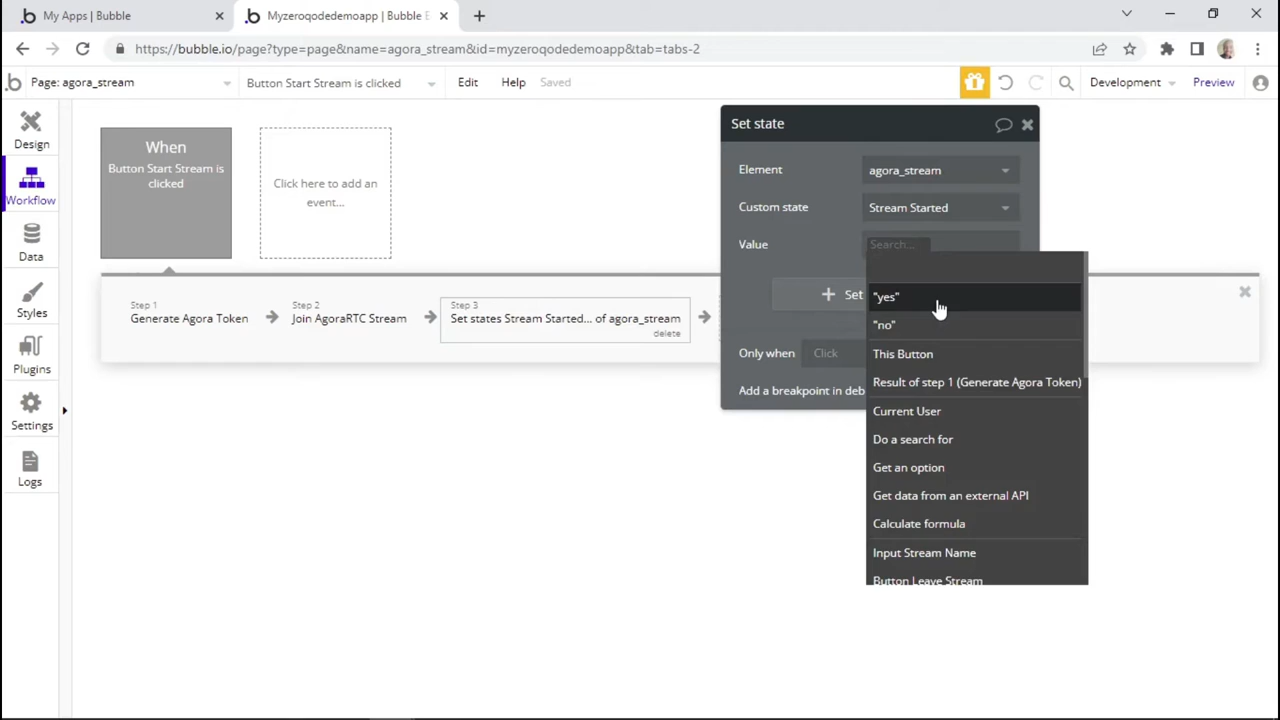 My Apps | Bubble
Myzeroqodedemoapp | Bubble E
https://bubble.io/page?type=page&name=agora_stream&id=myzeroqodedemoapp&tab=tabs-2
Page: agora_stream
Button Start Stream is clicked
Edit
Help
Saved
Development
Preview
Design
Workflow
Data
Styles
Plugins
Settings
Logs
When
Button Start Stream is
clicked
Click here to add an
event...
Step 1
Generate Agora Token
Step 2
Join AgoraRTC Stream
Step 3
Set states Stream Started... of agora_stream
delete
Set state
Element
agora_stream
Custom state
Stream Started
Value
Search...
Set
Only when
Click
Add a breakpoint in deb
"yes"
"no"
This Button
Result of step 1 (Generate Agora Token)
Current User
Do a search for
Get an option
Get data from an external API
Calculate formula
Input Stream Name
Button Leave Stream